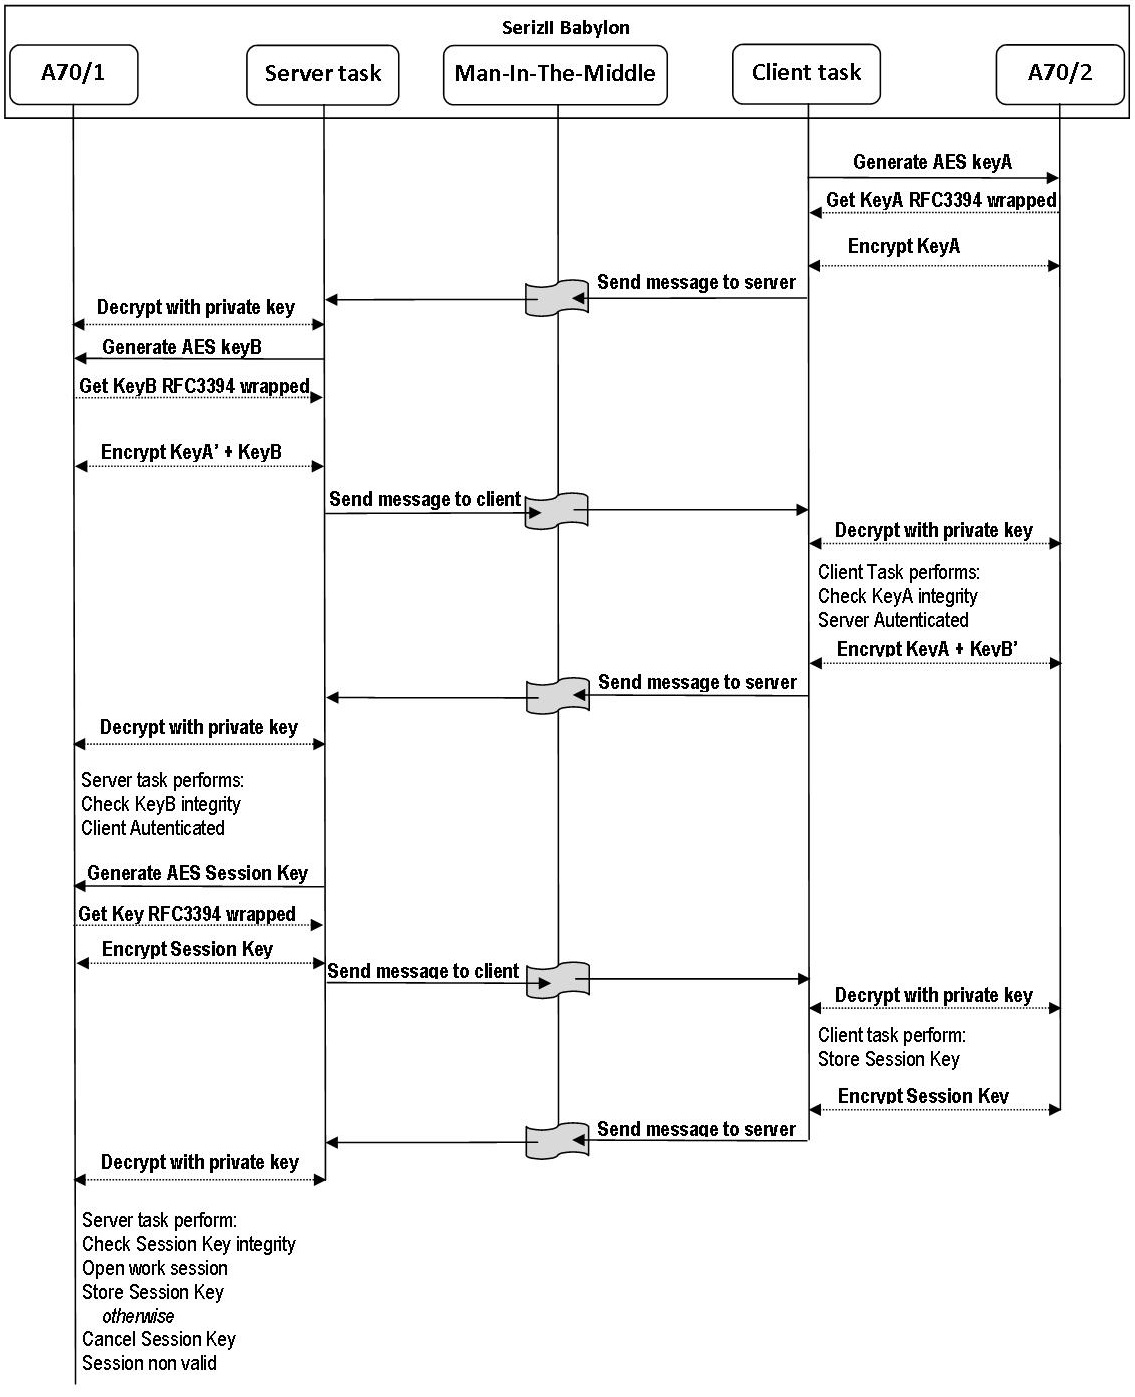 SerizII Babylon
A70/1
Server task
Man-In-The-Middle
Client task
A70/2
Generate AES keyA
Get KeyA RFC3394 wrapped
Encrypt KeyA
Send message to server
Decrypt with private key
Generate AES keyB
Get KeyB RFC3394 wrapped
Encrypt KeyA’ + KeyB
Send message to client
Decrypt with private key
Client Task performs:
Check KeyA integrity
Server Autenticated
Encrypt KeyA + KeyB’
Send message to server
Decrypt with private key
Server task performs:
Check KeyB integrity
Client Autenticated
Generate AES Session Key
Get Key RFC3394 wrapped
Encrypt Session Key
Send message to client
Decrypt with private key
Client task perform:
Store Session Key
Encrypt Session Key
Send message to server
Decrypt with private key
Server task perform:
Check Session Key integrity
Open work session
Store Session Key
otherwise
Cancel Session Key
Session non valid